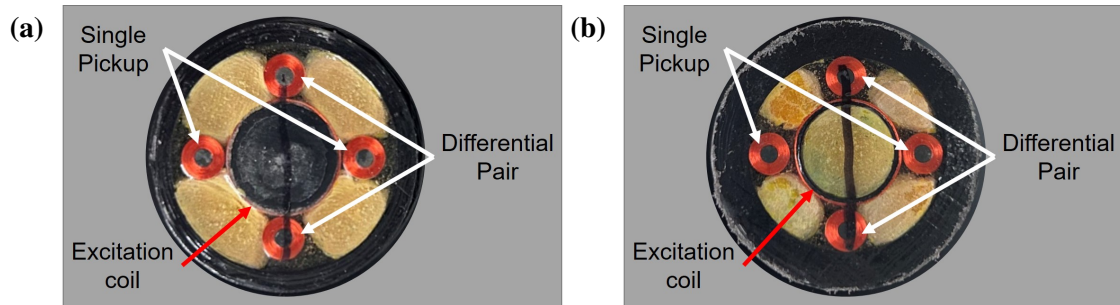 (a)
Single
Pickup
Differential
Pair
Excitation
coil
(b)
Single
Pickup
Differential
Pair
Excitation
coil